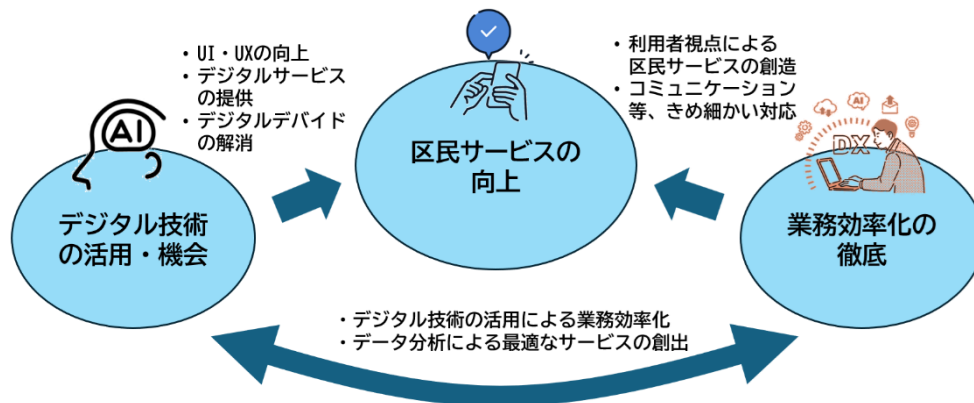 ・UI・UXの向上
・デジタルサービス
の提供
・デジタルデバイド
の解消
・利用者視点による
区民サービスの創造
・コミュニケーション
等、きめ細かい対応
AI
区民サービスの
向上
AI
DX
デジタル技術
の活用・機会
業務効率化の
徹底
・デジタル技術の活用による業務効率化
・データ分析による最適なサービスの創出